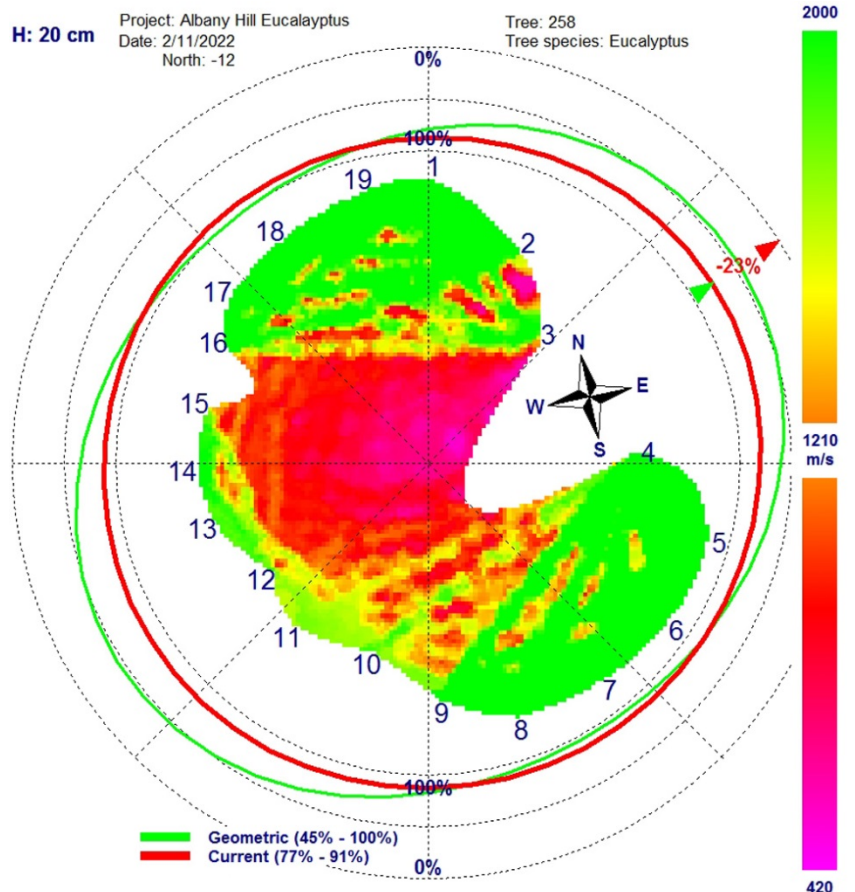 H: 20 cm
Project: Albany Hill Eucalayptus
Date: 2/11/2022
North: -12
Tree: 258
Tree species: Eucalyptus
2000
0%
100%
1
19
18
2
17
-23%
16
3
N
W
E
S
15
1210
m/s
14
4
13
5
12
11
6
10
7
9
8
100%
Geometric (45% - 100%)
Current (77% - 91%)
0%
420